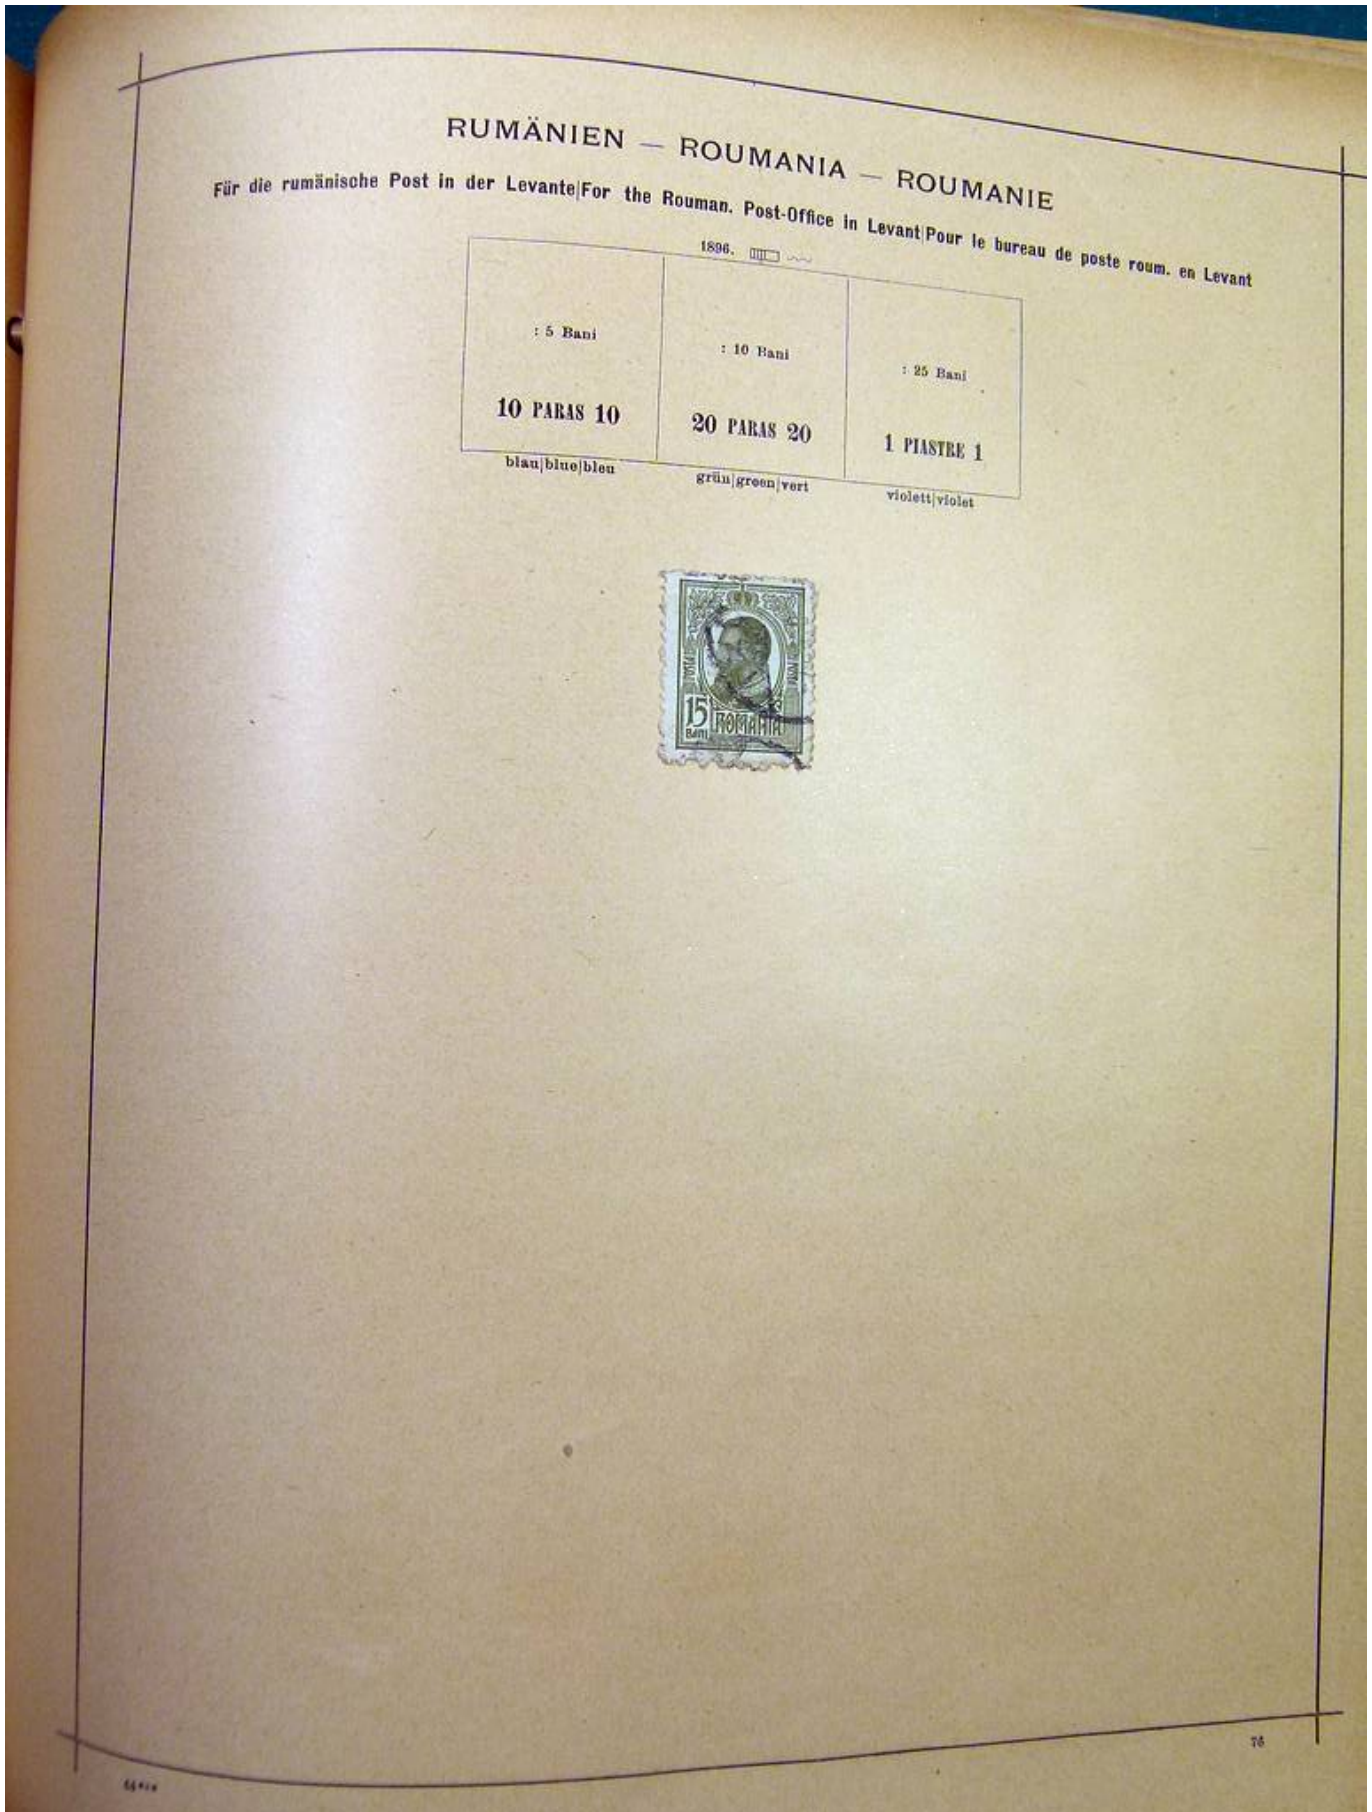 RUMÄNIEN — ROUMANIA — ROUMANIE
Für die rumänische Post in der Levante|For the Rouman. Post-Office in Levant|Pour le bureau de poste roum. en Levant
1896.
: 5 Bani
: 10 Bani
: 25 Bani
10 PARAS 10
20 PARAS 20
1 PIASTRE 1
blau|blue|bleu
grün|green|vert
violett|violet
POSTA
15
BANI
ROMANIA